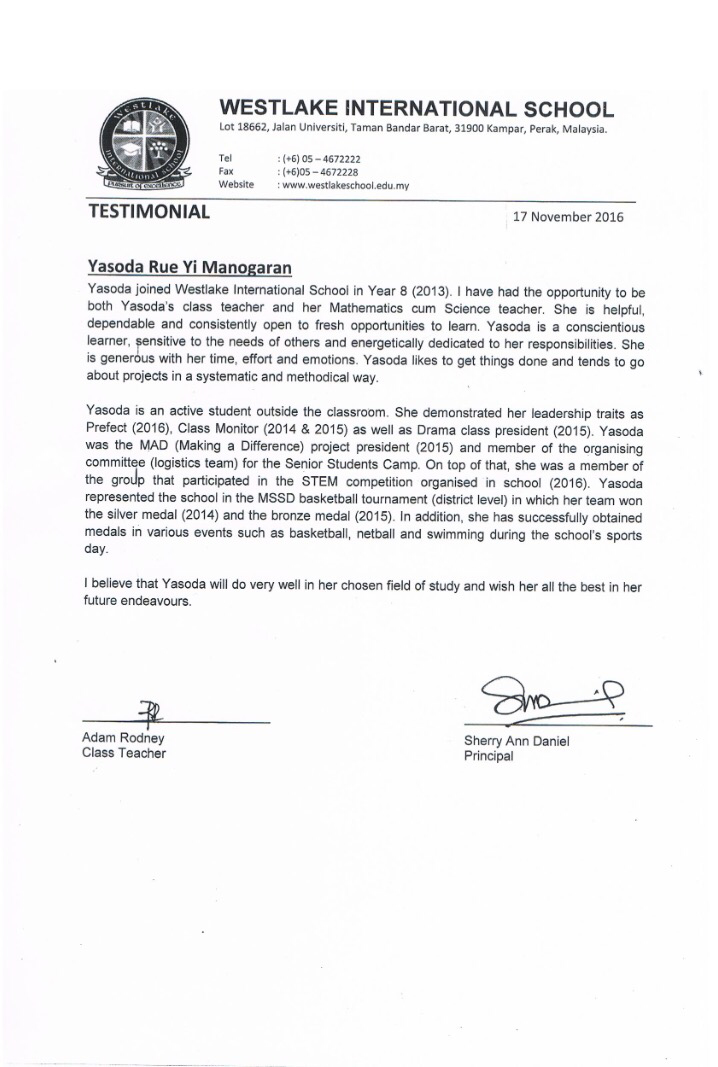 Westlake
International School
Pursuit of Excellence
WESTLAKE INTERNATIONAL SCHOOL
Lot 18662, Jalan Universiti, Taman Bandar Barat, 31900 Kampar, Perak, Malaysia.
Tel : (+6) 05 – 4672222
Fax : (+6)05 – 4672228
Website : www.westlakeschool.edu.my
TESTIMONIAL
17 November 2016
Yasoda Rue Yi Manogaran
Yasoda joined Westlake International School in Year 8 (2013). I have had the opportunity to be
both Yasoda's class teacher and her Mathematics cum Science teacher. She is helpful,
dependable and consistently open to fresh opportunities to learn. Yasoda is a conscientious
learner, sensitive to the needs of others and energetically dedicated to her responsibilities. She
is generous with her time, effort and emotions. Yasoda likes to get things done and tends to go
about projects in a systematic and methodical way.
Yasoda is an active student outside the classroom. She demonstrated her leadership traits as
Prefect (2016), Class Monitor (2014 & 2015) as well as Drama class president (2015). Yasoda
was the MAD (Making a Difference) project president (2015) and member of the organising
committee (logistics team) for the Senior Students Camp. On top of that, she was a member of
the group that participated in the STEM competition organised in school (2016). Yasoda
represented the school in the MSSD basketball tournament (district level) in which her team won
the silver medal (2014) and the bronze medal (2015). In addition, she has successfully obtained
medals in various events such as basketball, netball and swimming during the school's sports
day.
I believe that Yasoda will do very well in her chosen field of study and wish her all the best in her
future endeavours.
Adam Rodney
Class Teacher
Sherry Ann Daniel
Principal